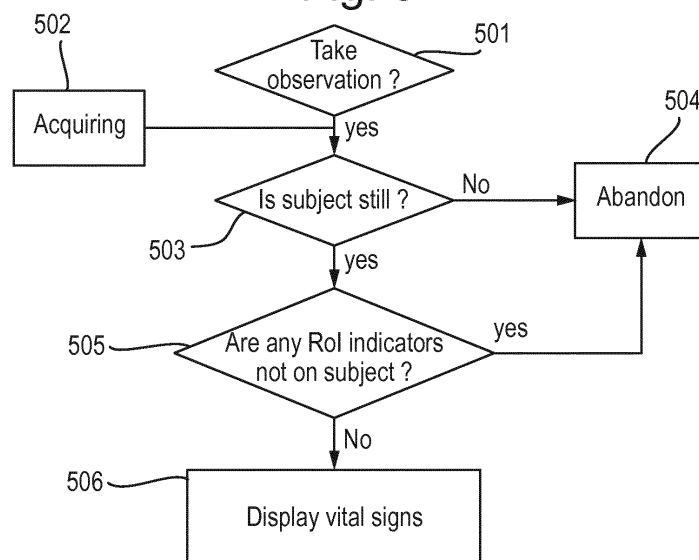 502
501
Take
observation ?
Acquiring
yes
504
Is subject still ?
No
Abandon
503
yes
505
Are any RoI indicators
not on subject ?
yes
No
506
Display vital signs